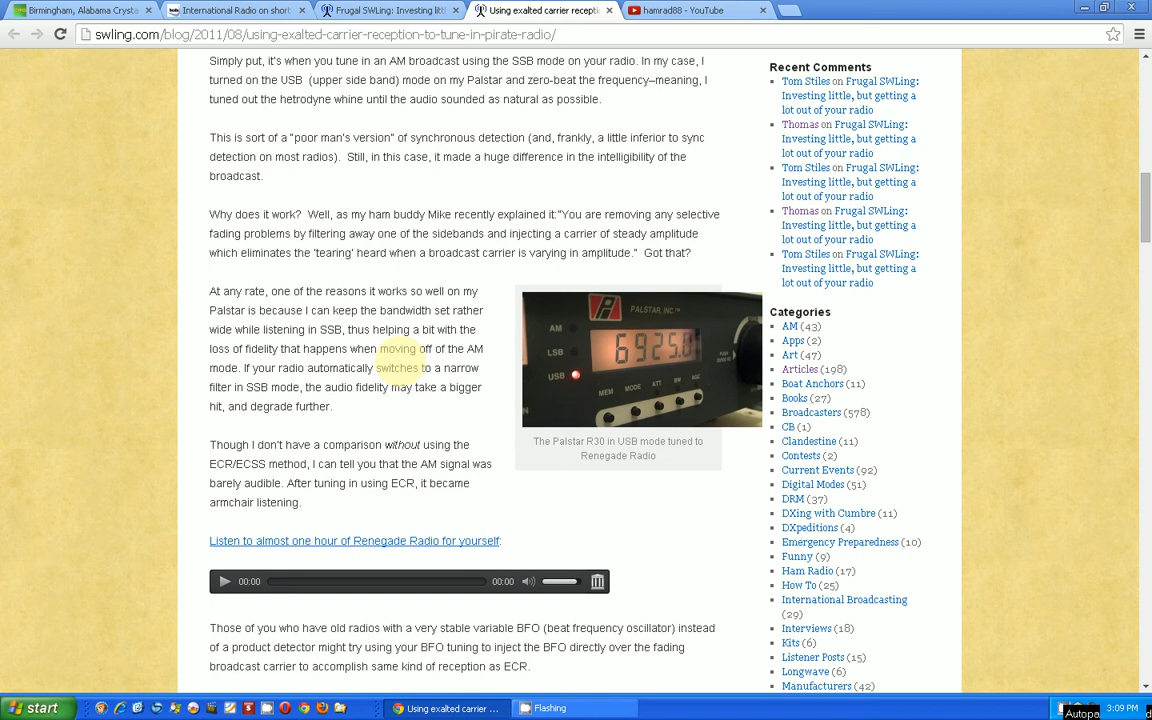 Birmingham, Alabama Crysta
International Radio on short
Frugal SWLing: Investing littl
Using exalted carrier recepti
hamrad88 - YouTube
swling.com/blog/2011/08/using-exalted-carrier-reception-to-tune-in-pirate-radio/
Simply put, it's when you tune in an AM broadcast using the SSB mode on your radio. In my case, I
turned on the USB (upper side band) mode on my Palstar and zero-beat the frequency–meaning, I
tuned out the hetrodyne whine until the audio sounded as natural as possible.
This is sort of a "poor man's version" of synchronous detection (and, frankly, a little inferior to sync
detection on most radios). Still, in this case, it made a huge difference in the intelligibility of the
broadcast.
Why does it work? Well, as my ham buddy Mike recently explained it:"You are removing any selective
fading problems by filtering away one of the sidebands and injecting a carrier of steady amplitude
which eliminates the 'tearing' heard when a broadcast carrier is varying in amplitude." Got that?
At any rate, one of the reasons it works so well on my
Palstar is because I can keep the bandwidth set rather
wide while listening in SSB, thus helping a bit with the
loss of fidelity that happens when moving off of the AM
mode. If your radio automatically switches to a narrow
filter in SSB mode, the audio fidelity may take a bigger
hit, and degrade further.
PALSTAR, INC.
AM
LSB
USB
6925.0
MEM
MODE
ATT
BW
AGC
The Palstar R30 in USB mode tuned to
Renegade Radio
Though I don't have a comparison without using the
ECR/ECSS method, I can tell you that the AM signal was
barely audible. After tuning in using ECR, it became
armchair listening.
Listen to almost one hour of Renegade Radio for yourself:
00:00
00:00
Those of you who have old radios with a very stable variable BFO (beat frequency oscillator) instead
of a product detector might try using your BFO tuning to inject the BFO directly over the fading
broadcast carrier to accomplish same kind of reception as ECR.
Recent Comments
Tom Stiles on Frugal SWLing:
Investing little, but getting a
lot out of your radio
Thomas on Frugal SWLing:
Investing little, but getting a
lot out of your radio
Tom Stiles on Frugal SWLing:
Investing little, but getting a
lot out of your radio
Thomas on Frugal SWLing:
Investing little, but getting a
lot out of your radio
Tom Stiles on Frugal SWLing:
Investing little, but getting a
lot out of your radio
Categories
AM (43)
Apps (2)
Art (47)
Articles (198)
Boat Anchors (11)
Books (27)
Broadcasters (578)
CB (1)
Clandestine (11)
Contests (2)
Current Events (92)
Digital Modes (51)
DRM (37)
DXing with Cumbre (11)
DXpeditions (4)
Emergency Preparedness (10)
Funny (9)
Ham Radio (17)
How To (25)
International Broadcasting
(29)
Interviews (18)
Kits (6)
Listener Posts (15)
Longwave (6)
Manufacturers (42)
start
Using exalted carrier ...
Flashing
3:09 PM
Autopa